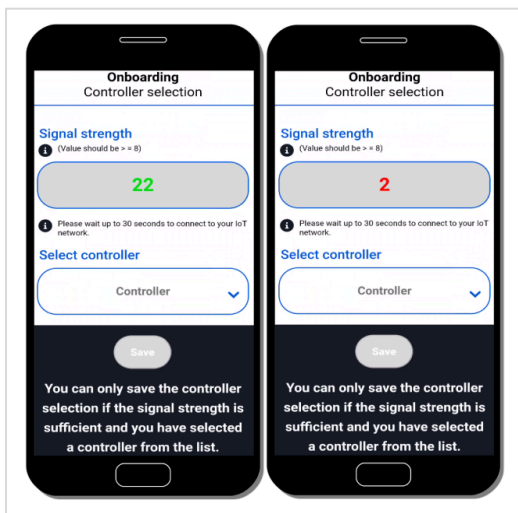 Onboarding
Controller selection
Signal strength
i (Value should be > = 8)
22
i Please wait up to 30 seconds to connect to your IoT
network.
Select controller
Controller
Save
You can only save the controller
selection if the signal strength is
sufficient and you have selected
a controller from the list.
Onboarding
Controller selection
Signal strength
i (Value should be > = 8)
2
i Please wait up to 30 seconds to connect to your IoT
network.
Select controller
Controller
Save
You can only save the controller
selection if the signal strength is
sufficient and you have selected
a controller from the list.